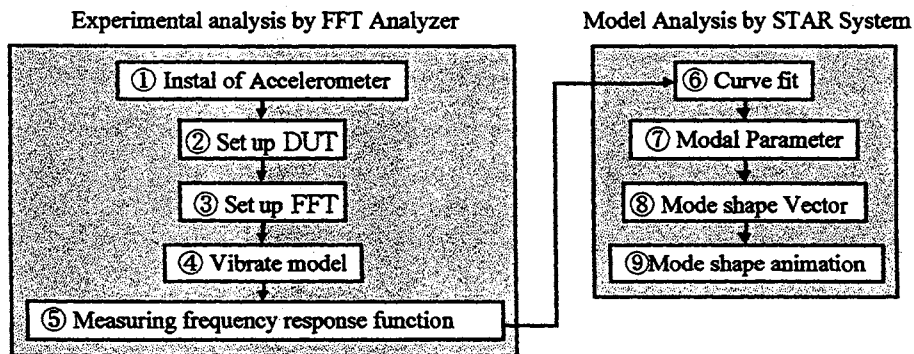 Experimental analysis by FFT Analyzer
① Instal of Accelerometer
② Set up DUT
③ Set up FFT
④ Vibrate model
⑤ Measuring frequency response function
Model Analysis by STAR System
⑥ Curve fit
⑦ Modal Parameter
⑧ Mode shape Vector
⑨Mode shape animation